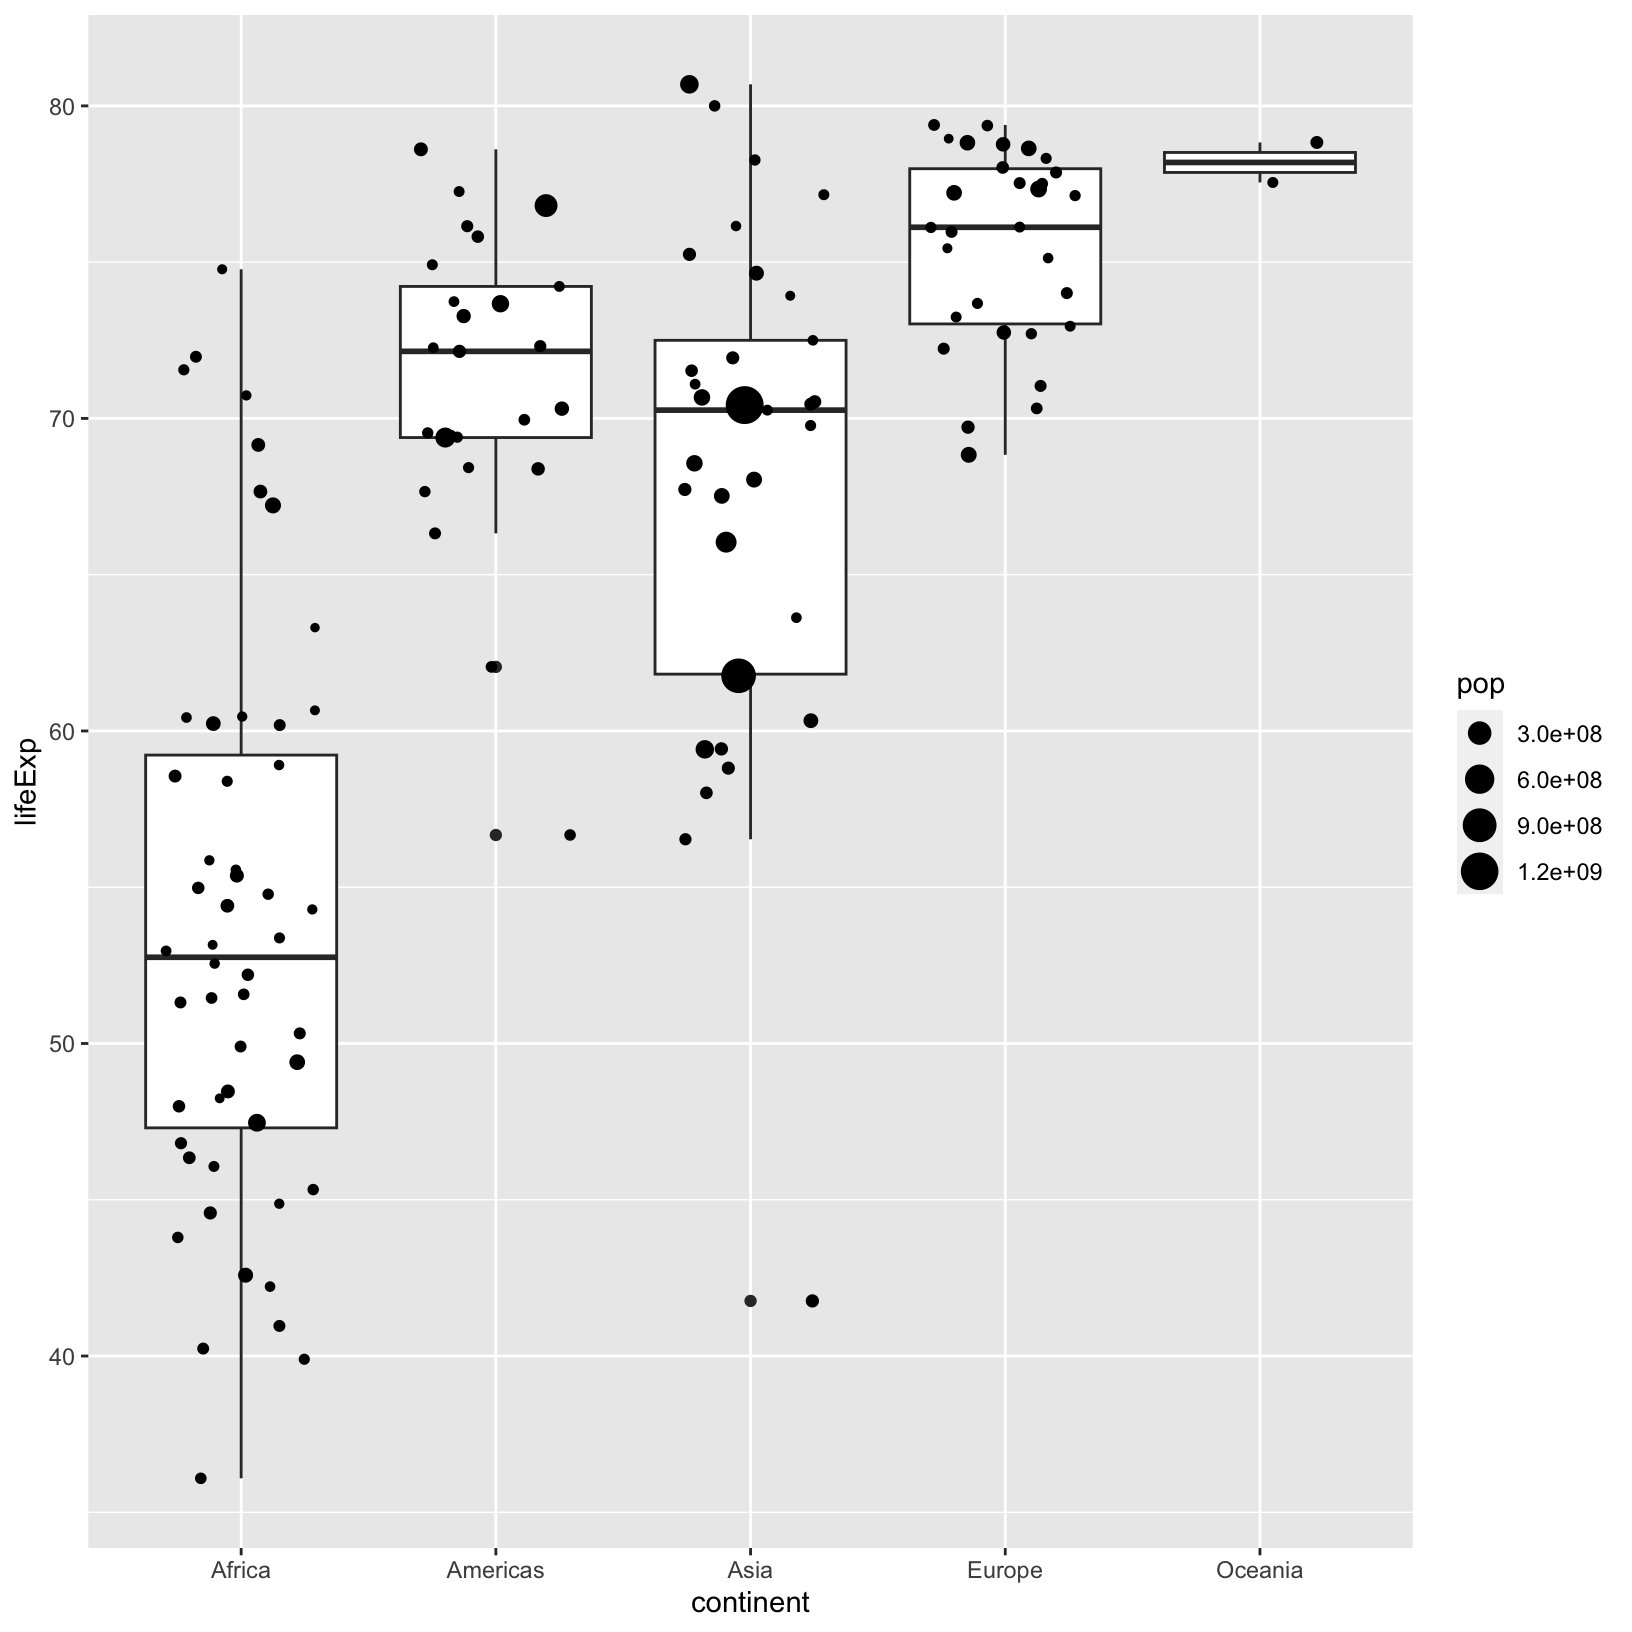 80
70
60
50
40
lifeExp
Africa
Americas
Asia
Europe
Oceania
continent
pop
3.0e+08
6.0e+08
9.0e+08
1.2e+09